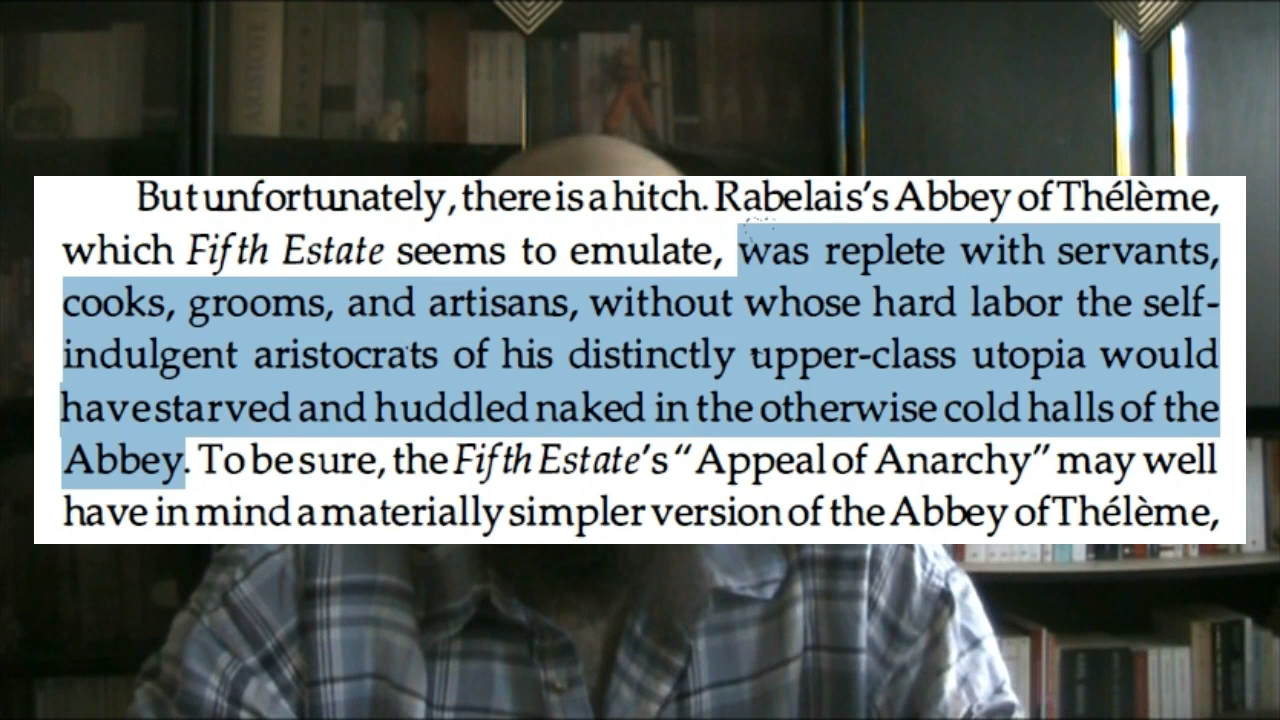 But unfortunately, there is a hitch. Rabelais's Abbey of Thélème,
which Fifth Estate seems to emulate, was replete with servants,
cooks, grooms, and artisans, without whose hard labor the self-
indulgent aristocrats of his distinctly upper-class utopia would
have starved and huddled naked in the otherwise cold halls of the
Abbey. To be sure, the Fifth Estate's “Appeal of Anarchy” may well
have in mind a materially simpler version of the Abbey of Thélème,